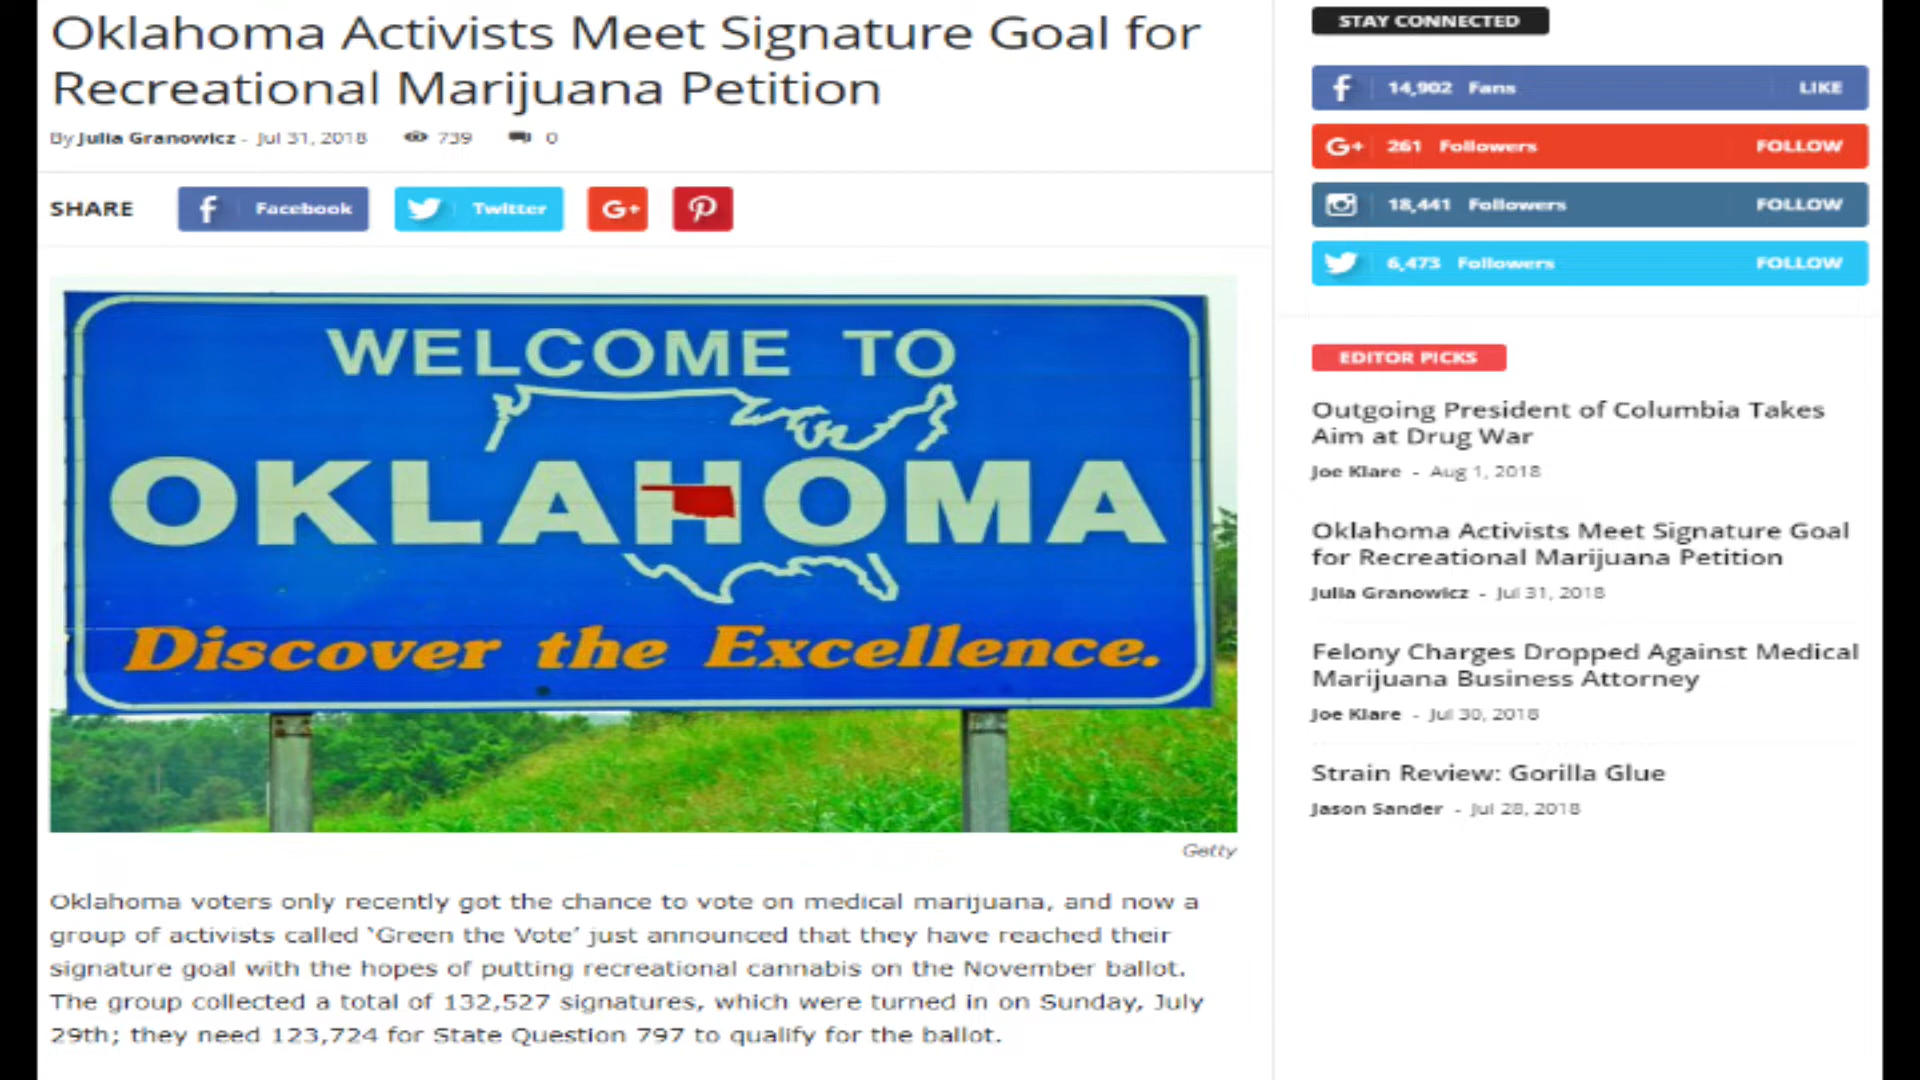 Oklahoma Activists Meet Signature Goal for
Recreational Marijuana Petition
By Julia Granowicz - Jul 31, 2018 739 0
SHARE Facebook Twitter G+
WELCOME TO
OKLAHOMA
Discover the Excellence.
Getty
Oklahoma voters only recently got the chance to vote on medical marijuana, and now a
group of activists called ‘Green the Vote’ just announced that they have reached their
signature goal with the hopes of putting recreational cannabis on the November ballot.
The group collected a total of 132,527 signatures, which were turned in on Sunday, July
29th; they need 123,724 for State Question 797 to qualify for the ballot.
STAY CONNECTED
14,902 Fans LIKE
G+ 261 Followers FOLLOW
18,441 Followers FOLLOW
6,473 Followers FOLLOW
EDITOR PICKS
Outgoing President of Columbia Takes
Aim at Drug War
Joe Klare - Aug 1, 2018
Oklahoma Activists Meet Signature Goal
for Recreational Marijuana Petition
Julia Granowicz - Jul 31, 2018
Felony Charges Dropped Against Medical
Marijuana Business Attorney
Joe Klare - Jul 30, 2018
Strain Review: Gorilla Glue
Jason Sander - Jul 28, 2018